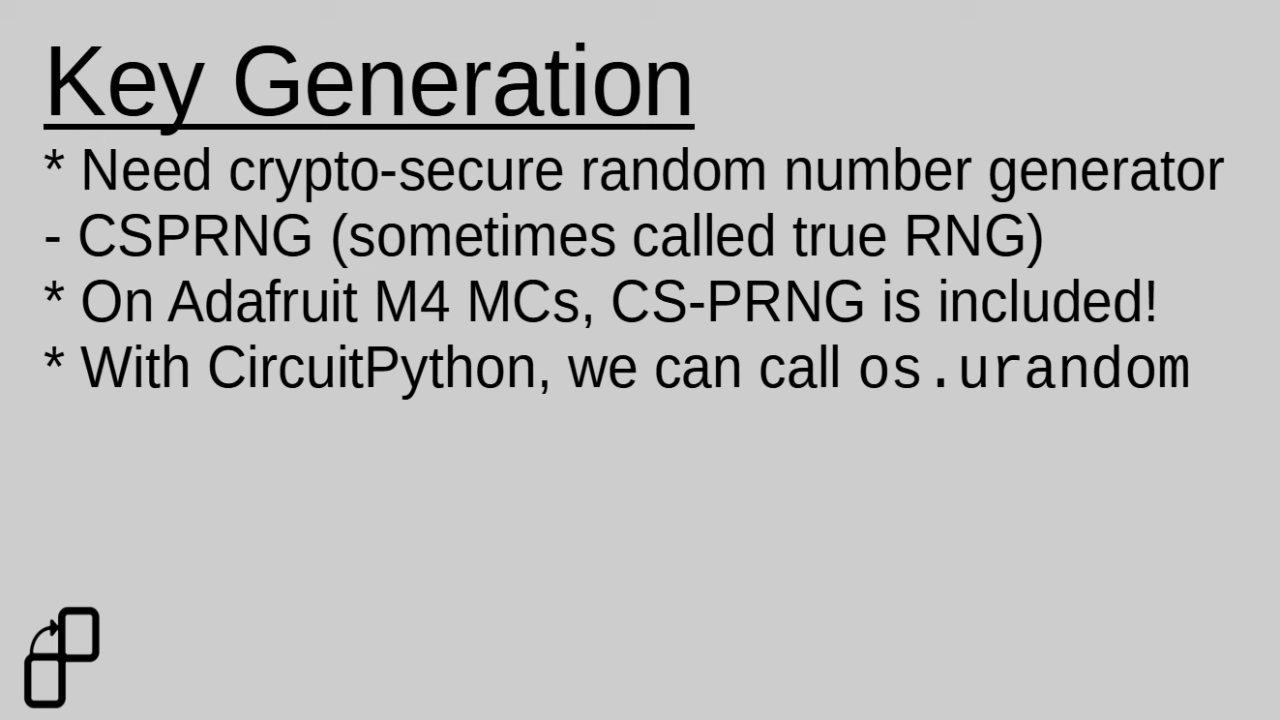 Key Generation
* Need crypto-secure random number generator
- CSPRNG (sometimes called true RNG)
* On Adafruit M4 MCs, CS-PRNG is included!
* With CircuitPython, we can call os.urandom